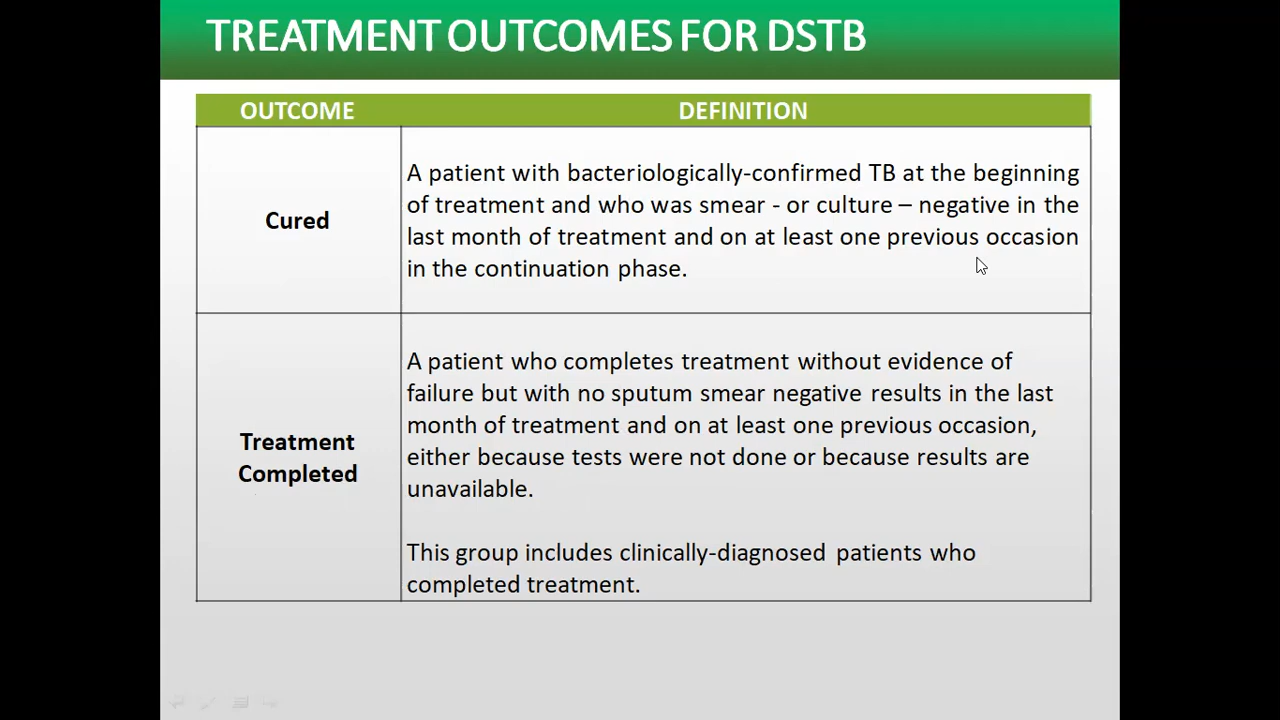 TREATMENT OUTCOMES FOR DSTB
OUTCOME
DEFINITION
Cured
A patient with bacteriologically-confirmed TB at the beginning
of treatment and who was smear - or culture – negative in the
last month of treatment and on at least one previous occasion
in the continuation phase.
Treatment
Completed
A patient who completes treatment without evidence of
failure but with no sputum smear negative results in the last
month of treatment and on at least one previous occasion,
either because tests were not done or because results are
unavailable.
This group includes clinically-diagnosed patients who
completed treatment.